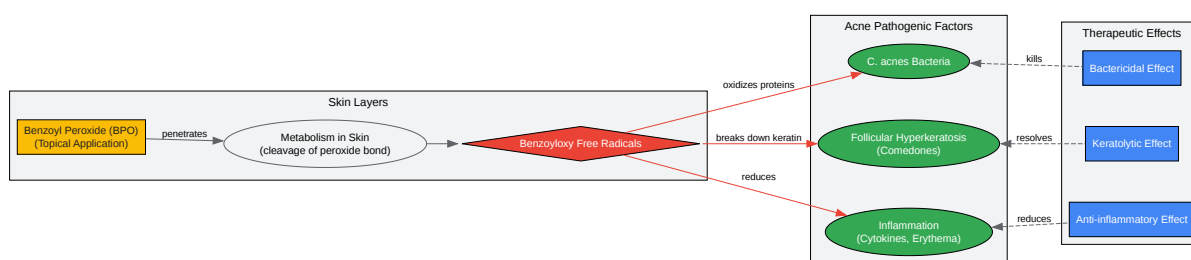 Skin Layers
Benzoyl Peroxide (BPO)
(Topical Application)
penetrates
Metabolism in Skin
(cleavage of peroxide bond)
Benzoyloxy Free Radicals
oxidizes proteins
breaks down keratin
reduces
Acne Pathogenic Factors
C. acnes Bacteria
Follicular Hyperkeratosis
(Comedones)
Inflammation
(Cytokines, Erythema)
kills
resolves
reduces
Therapeutic Effects
Bactericidal Effect
Keratolytic Effect
Anti-inflammatory Effect